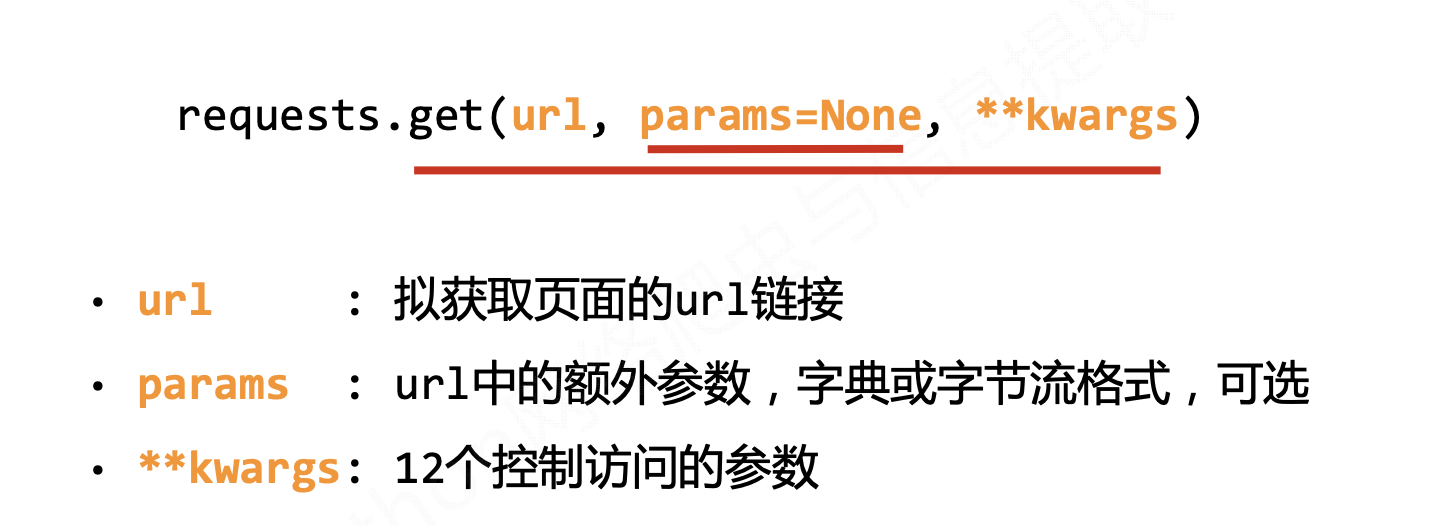 requests.get(url, params=None, **kwargs)
• url : 拟获取页面的url链接
• params : url中的额外参数，字典或字节流格式，可选
• **kwargs: 12个控制访问的参数